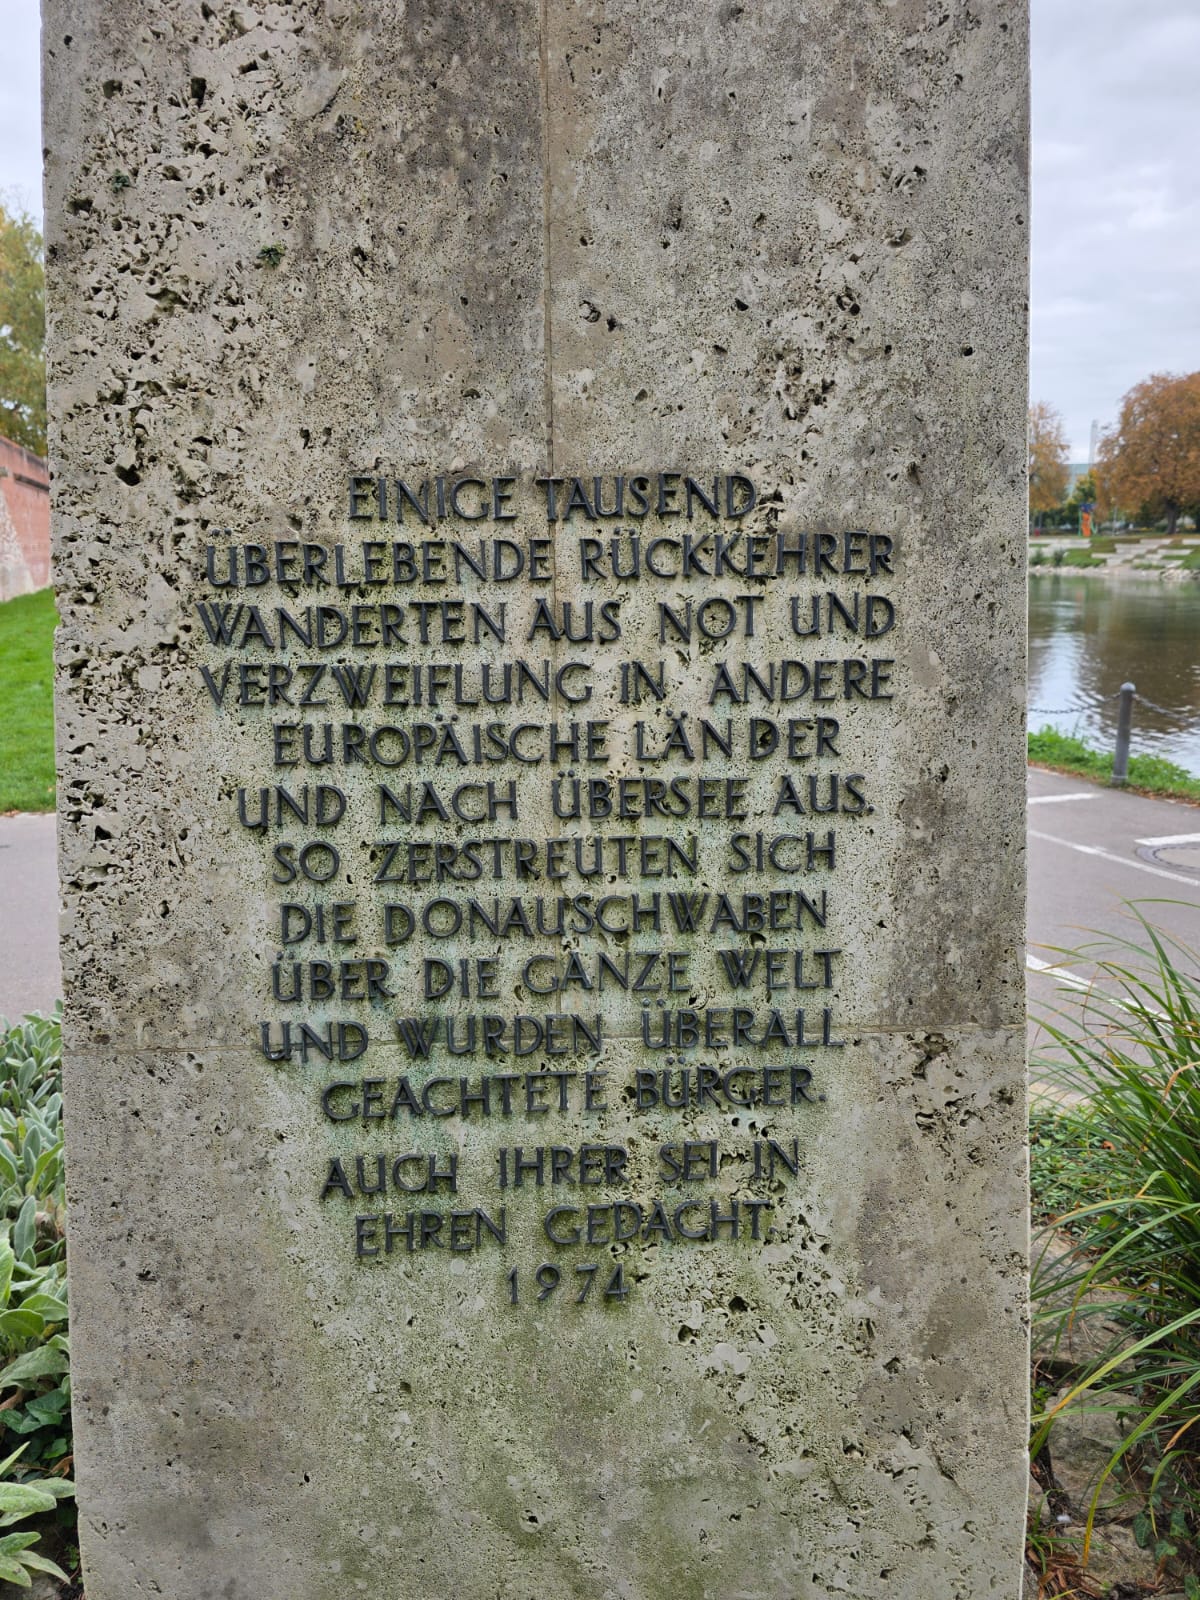 EINIGE TAUSEND
ÜBERLEBENDE RÜCKKEHRER
WANDERTEN AUS NOT UND
VERZWEIFLUNG IN ANDERE
EUROPÄISCHE LÄNDER
UND NACH ÜBERSEE AUS.
SO ZERSTREUTEN SICH
DIE DONAUSCHWABEN
ÜBER DIE GANZE WELT
UND WURDEN ÜBERALL
GEACHTETE BÜRGER.
AUCH IHRER SEI IN
EHREN GEDACHT.
1974